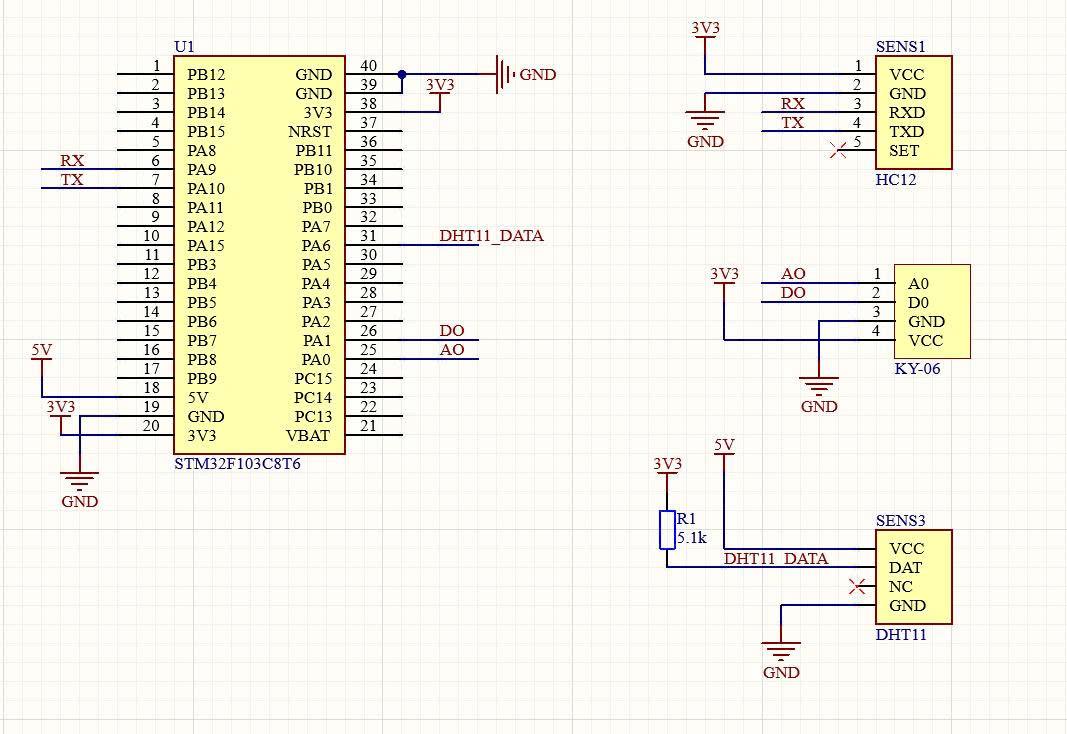 U1
1 PB12 GND 40
2 PB13 GND 39
3 PB14 3V3 38
4 PB15 NRST 37
5 PA8 PB11 36
6 PA9 PB10 35
7 PA10 PB1 34
8 PA11 PB0 33
9 PA12 PA7 32
10 PA15 PA6 31
11 PB3 PA5 30
12 PB4 PA4 29
13 PB5 PA3 28
14 PB6 PA2 27
15 PB7 PA1 26
16 PB8 PA0 25
17 PB9 PC15 24
18 5V PC14 23
19 GND PC13 22
20 3V3 VBAT 21
STM32F103C8T6
RX
TX
5V
3V3
GND
GND
3V3
DHT11_DATA
DO
AO
3V3
SENS1
1 VCC
2 GND
RX 3 RXD
TX 4 TXD
5 SET
GND
HC12
3V3
AO 1 A0
DO 2 D0
3 GND
4 VCC
KY-06
GND
5V
3V3
R1
5.1k
SENS3
VCC
DHT11_DATA DAT
NC
GND
DHT11
GND